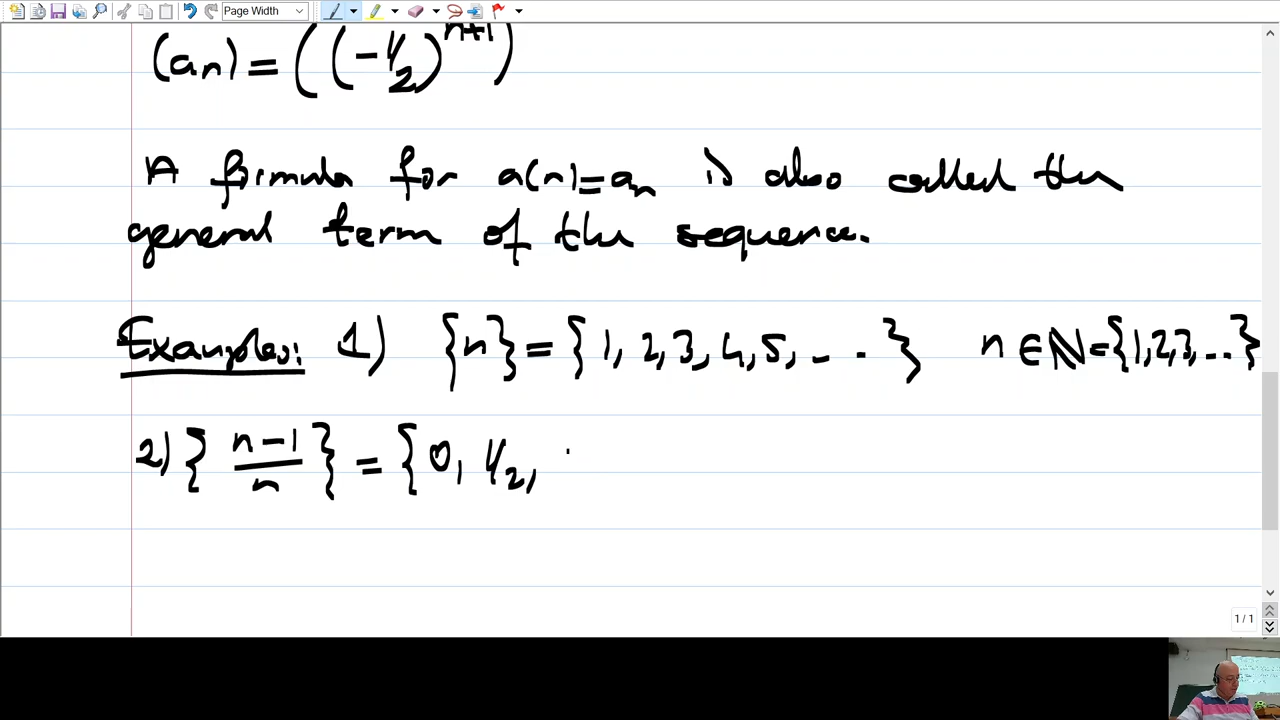 Page Width
(an) = ((-1/2)^{n+1})
A formula for a(n)=an is also called the
general term of the sequence.
Examples: 1) {n} = {1, 2, 3, 4, 5, ... } n ∈ ℕ = {1,2,3,...}
2) { n-1/n } = { 0, 1/2,
1 / 1